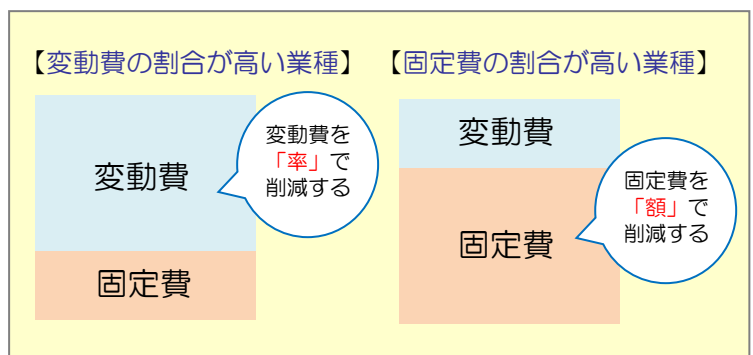 【変動費の割合が高い業種】
変動費
変動費を
「率」で
削減する
固定費
【固定費の割合が高い業種】
変動費
固定費
固定費を
「額」で
削減する